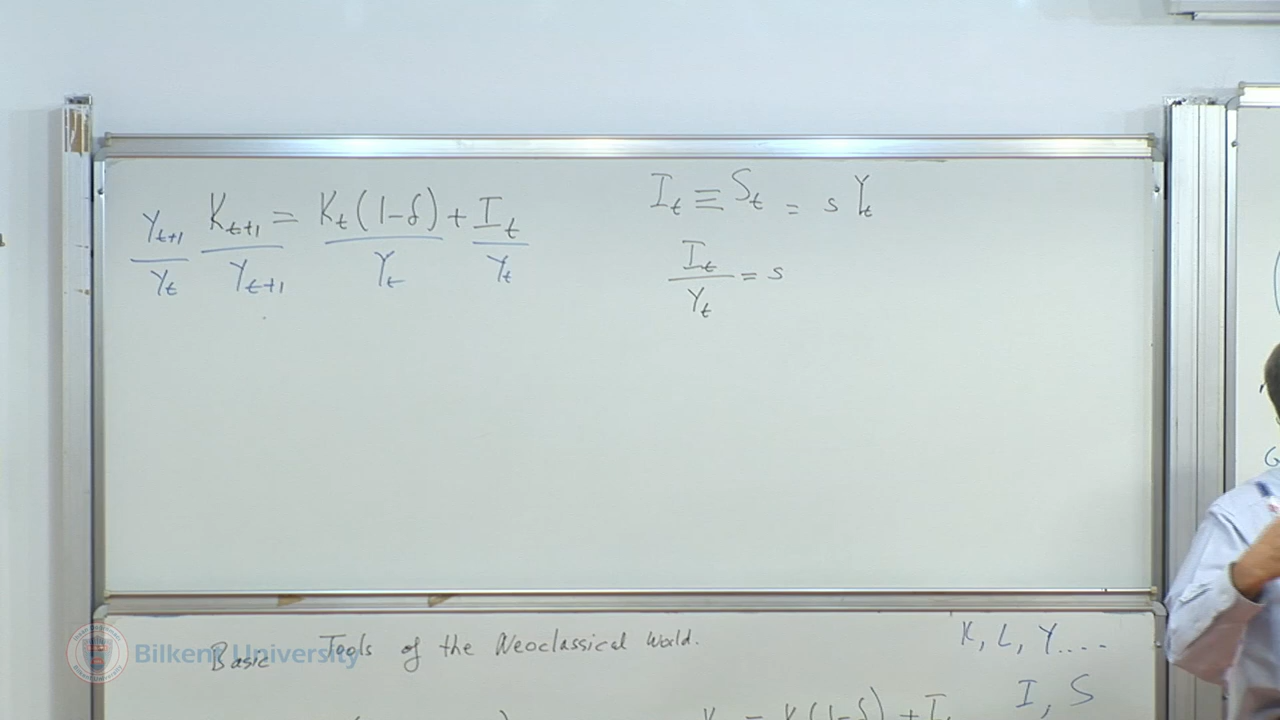 Y_{t+1}/Y_t K_{t+1}/Y_{t+1} = K_t(1-δ)/Y_t + I_t/Y_t
I_t ≡ S_t = s Y_t
I_t/Y_t = s
Basic Tools of the Neoclassical World.
K, L, Y....
I, S
Bilkent University